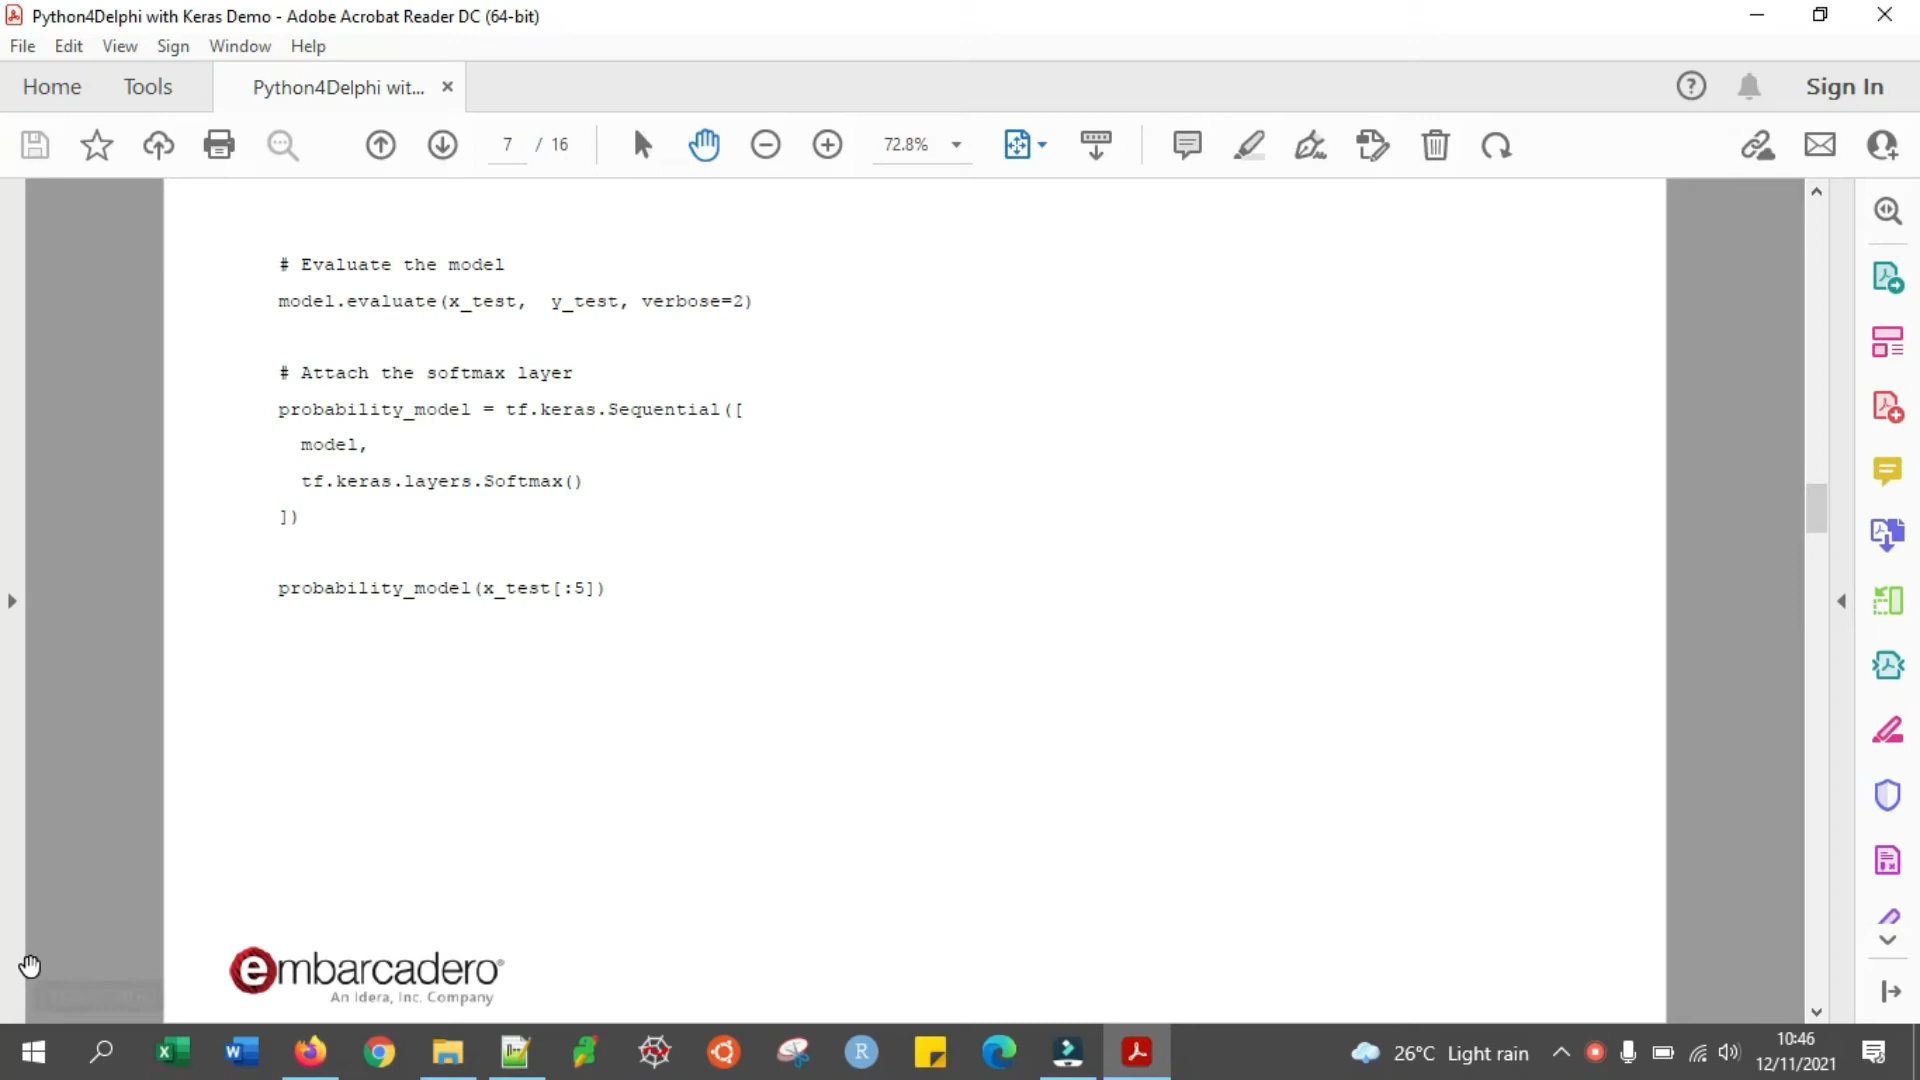 Python4Delphi with Keras Demo - Adobe Acrobat Reader DC (64-bit)
File Edit View Sign Window Help
Home Tools Python4Delphi wit... Sign In
7 / 16 72.8%
# Evaluate the model
model.evaluate(x_test,  y_test, verbose=2)
# Attach the softmax layer
probability_model = tf.keras.Sequential([
  model,
  tf.keras.layers.Softmax()
])
probability_model(x_test[:5])
embarcadero®
An Idera, Inc. Company
26°C Light rain
10:46
12/11/2021